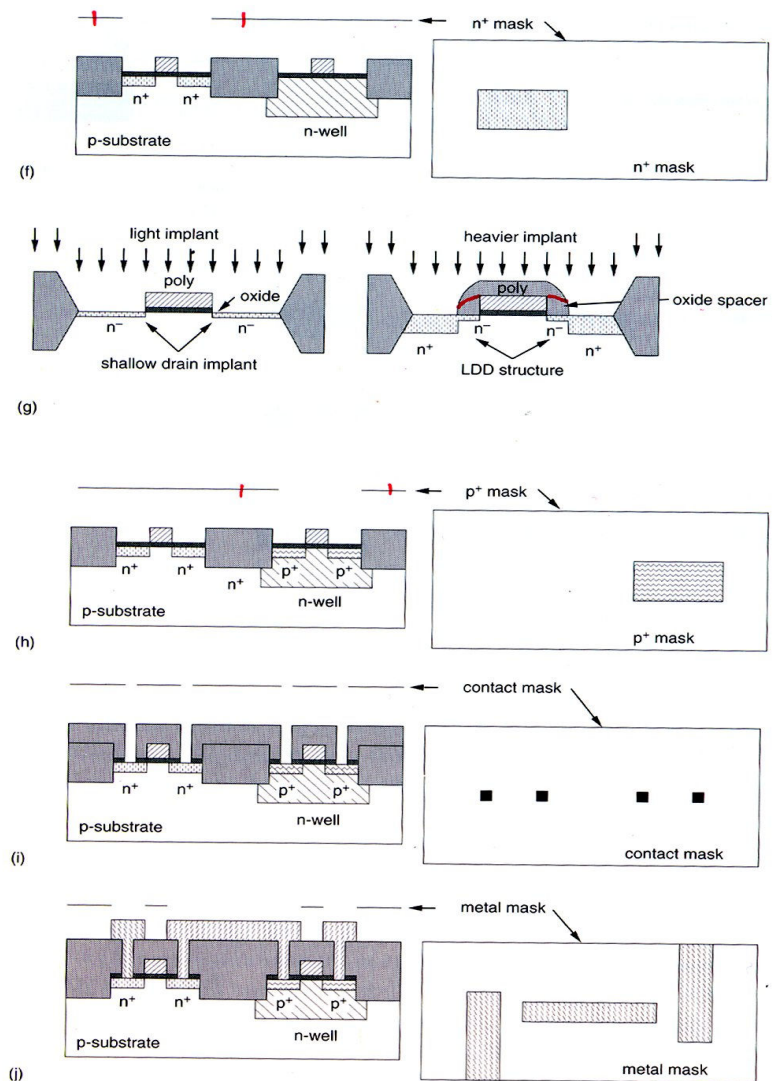 n+ mask
n+ n+
n-well
p-substrate
n+ mask
(f)
light implant
poly
oxide
n– n–
shallow drain implant
heavier implant
poly
oxide spacer
n– n–
n+ n+
LDD structure
(g)
p+ mask
n+ n+ n+ p+ p+
n-well
p-substrate
p+ mask
(h)
contact mask
n+ n+ p+ p+
n-well
p-substrate
contact mask
(i)
metal mask
n+ n+ p+ p+
n-well
p-substrate
metal mask
(j)